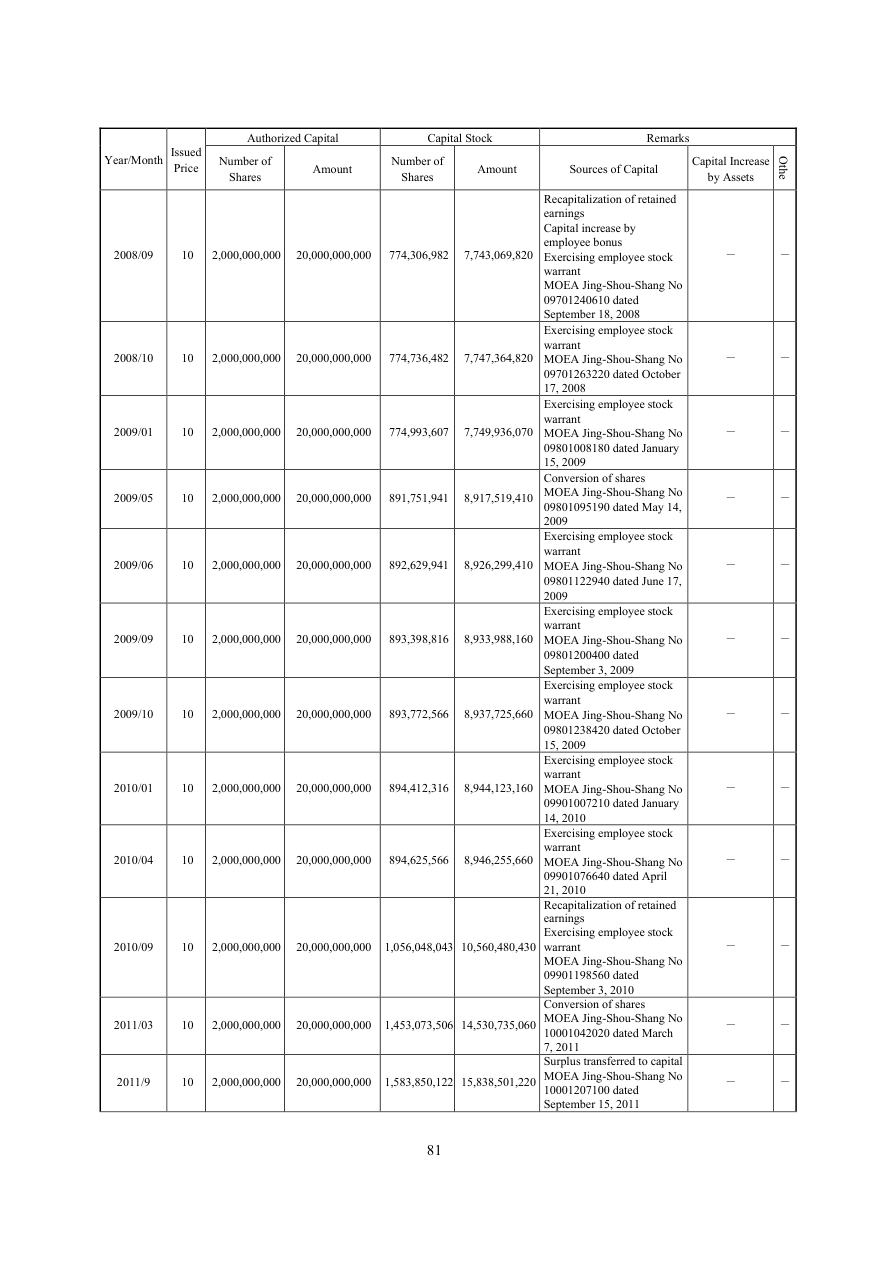 Year/Month Issued Price Authorized Capital Capital Stock Remarks
Number of Shares Amount Number of Shares Amount Sources of Capital Capital Increase by Assets Othe
2008/09 10 2,000,000,000 20,000,000,000 774,306,982 7,743,069,820
Recapitalization of retained
earnings
Capital increase by
employee bonus
Exercising employee stock
warrant
MOEA Jing-Shou-Shang No
09701240610 dated
September 18, 2008
— —
2008/10 10 2,000,000,000 20,000,000,000 774,736,482 7,747,364,820
Exercising employee stock
warrant
MOEA Jing-Shou-Shang No
09701263220 dated October
17, 2008
— —
2009/01 10 2,000,000,000 20,000,000,000 774,993,607 7,749,936,070
Exercising employee stock
warrant
MOEA Jing-Shou-Shang No
09801008180 dated January
15, 2009
— —
2009/05 10 2,000,000,000 20,000,000,000 891,751,941 8,917,519,410
Conversion of shares
MOEA Jing-Shou-Shang No
09801095190 dated May 14,
2009
— —
2009/06 10 2,000,000,000 20,000,000,000 892,629,941 8,926,299,410
Exercising employee stock
warrant
MOEA Jing-Shou-Shang No
09801122940 dated June 17,
2009
— —
2009/09 10 2,000,000,000 20,000,000,000 893,398,816 8,933,988,160
Exercising employee stock
warrant
MOEA Jing-Shou-Shang No
09801200400 dated
September 3, 2009
— —
2009/10 10 2,000,000,000 20,000,000,000 893,772,566 8,937,725,660
Exercising employee stock
warrant
MOEA Jing-Shou-Shang No
09801238420 dated October
15, 2009
— —
2010/01 10 2,000,000,000 20,000,000,000 894,412,316 8,944,123,160
Exercising employee stock
warrant
MOEA Jing-Shou-Shang No
09901007210 dated January
14, 2010
— —
2010/04 10 2,000,000,000 20,000,000,000 894,625,566 8,946,255,660
Exercising employee stock
warrant
MOEA Jing-Shou-Shang No
09901076640 dated April
21, 2010
— —
2010/09 10 2,000,000,000 20,000,000,000 1,056,048,043 10,560,480,430
Recapitalization of retained
earnings
Exercising employee stock
warrant
MOEA Jing-Shou-Shang No
09901198560 dated
September 3, 2010
— —
2011/03 10 2,000,000,000 20,000,000,000 1,453,073,506 14,530,735,060
Conversion of shares
MOEA Jing-Shou-Shang No
10001042020 dated March
7, 2011
— —
2011/9 10 2,000,000,000 20,000,000,000 1,583,850,122 15,838,501,220
Surplus transferred to capital
MOEA Jing-Shou-Shang No
10001207100 dated
September 15, 2011
— —
81